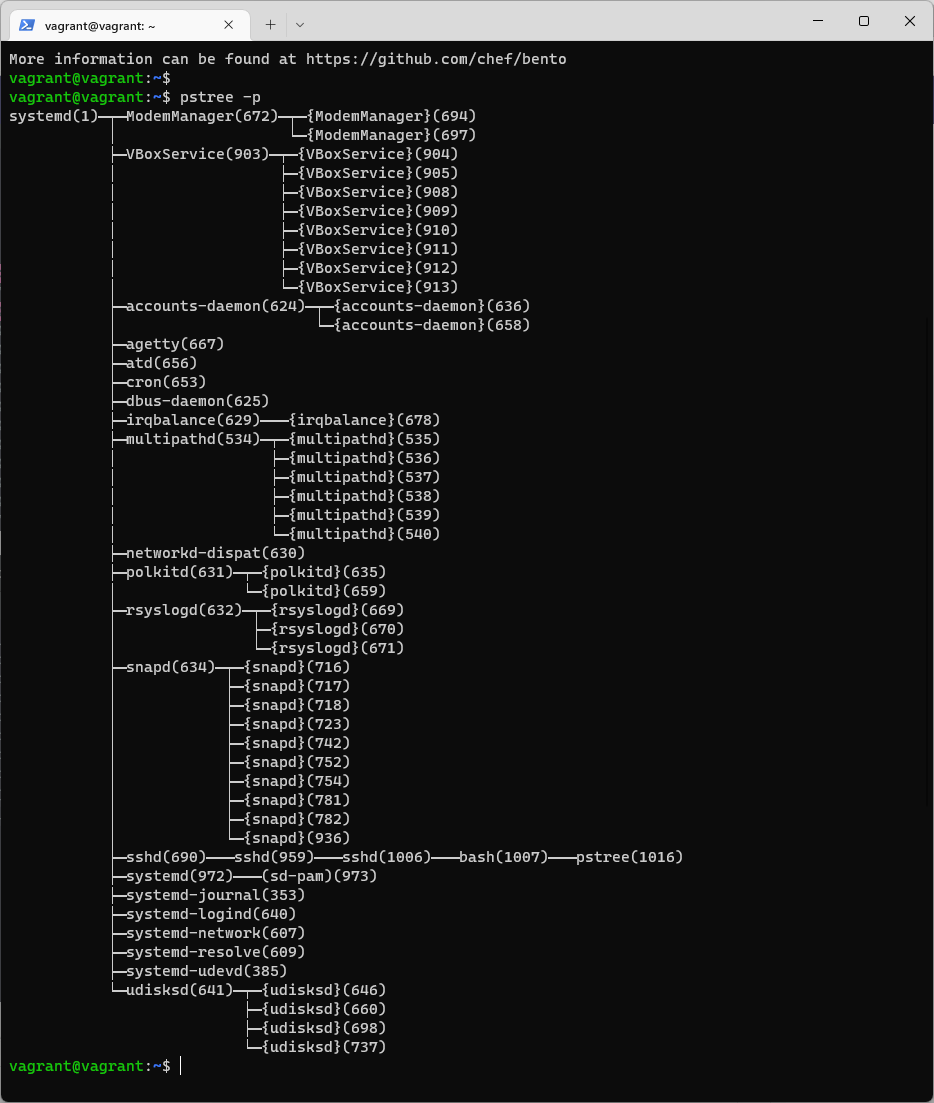 vagrant@vagrant: ~
More information can be found at https://github.com/chef/bento
vagrant@vagrant:~$
vagrant@vagrant:~$ pstree -p
systemd(1)─┬─ModemManager(672)─┬─{ModemManager}(694)
           │                   └─{ModemManager}(697)
           ├─VBoxService(903)─┬─{VBoxService}(904)
           │                  ├─{VBoxService}(905)
           │                  ├─{VBoxService}(908)
           │                  ├─{VBoxService}(909)
           │                  ├─{VBoxService}(910)
           │                  ├─{VBoxService}(911)
           │                  ├─{VBoxService}(912)
           │                  └─{VBoxService}(913)
           ├─accounts-daemon(624)─┬─{accounts-daemon}(636)
           │                      └─{accounts-daemon}(658)
           ├─agetty(667)
           ├─atd(656)
           ├─cron(653)
           ├─dbus-daemon(625)
           ├─irqbalance(629)───{irqbalance}(678)
           ├─multipathd(534)─┬─{multipathd}(535)
           │                 ├─{multipathd}(536)
           │                 ├─{multipathd}(537)
           │                 ├─{multipathd}(538)
           │                 ├─{multipathd}(539)
           │                 └─{multipathd}(540)
           ├─networkd-dispat(630)
           ├─polkitd(631)─┬─{polkitd}(635)
           │              └─{polkitd}(659)
           ├─rsyslogd(632)─┬─{rsyslogd}(669)
           │               ├─{rsyslogd}(670)
           │               └─{rsyslogd}(671)
           ├─snapd(634)─┬─{snapd}(716)
           │            ├─{snapd}(717)
           │            ├─{snapd}(718)
           │            ├─{snapd}(723)
           │            ├─{snapd}(742)
           │            ├─{snapd}(752)
           │            ├─{snapd}(754)
           │            ├─{snapd}(781)
           │            ├─{snapd}(782)
           │            └─{snapd}(936)
           ├─sshd(690)───sshd(959)───sshd(1006)───bash(1007)───pstree(1016)
           ├─systemd(972)───(sd-pam)(973)
           ├─systemd-journal(353)
           ├─systemd-logind(640)
           ├─systemd-network(607)
           ├─systemd-resolve(609)
           ├─systemd-udevd(385)
           └─udisksd(641)─┬─{udisksd}(646)
                          ├─{udisksd}(660)
                          ├─{udisksd}(698)
                          └─{udisksd}(737)
vagrant@vagrant:~$